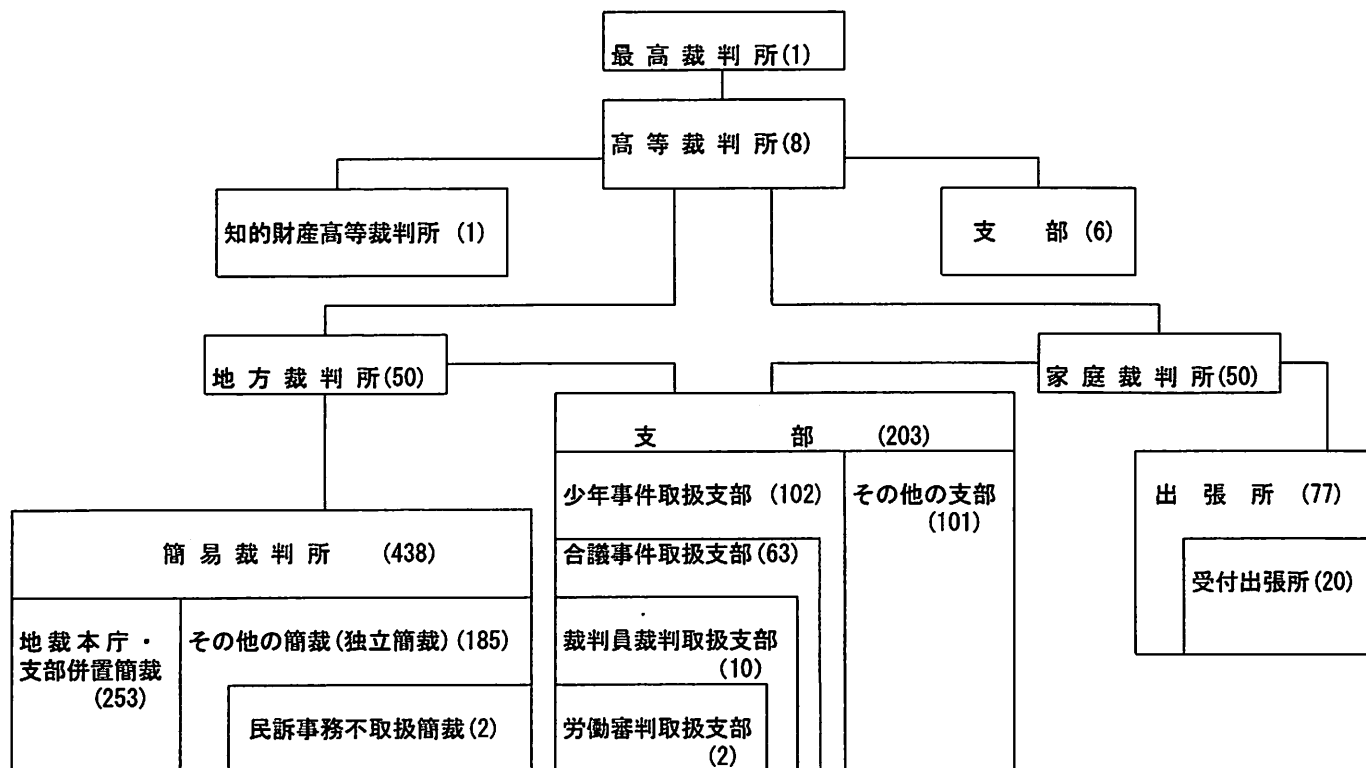 最高裁判所(1)
高等裁判所(8)
知的財産高等裁判所 (1)
支 部 (6)
地方裁判所(50)
家庭裁判所(50)
支 部 (203)
少年事件取扱支部 (102)
その他の支部
(101)
合議事件取扱支部(63)
裁判員裁判取扱支部
(10)
労働審判取扱支部
(2)
出張所 (77)
受付出張所(20)
簡易裁判所 (438)
地裁本庁・
支部併置簡裁
(253)
その他の簡裁(独立簡裁)(185)
民訴事務不取扱簡裁(2)